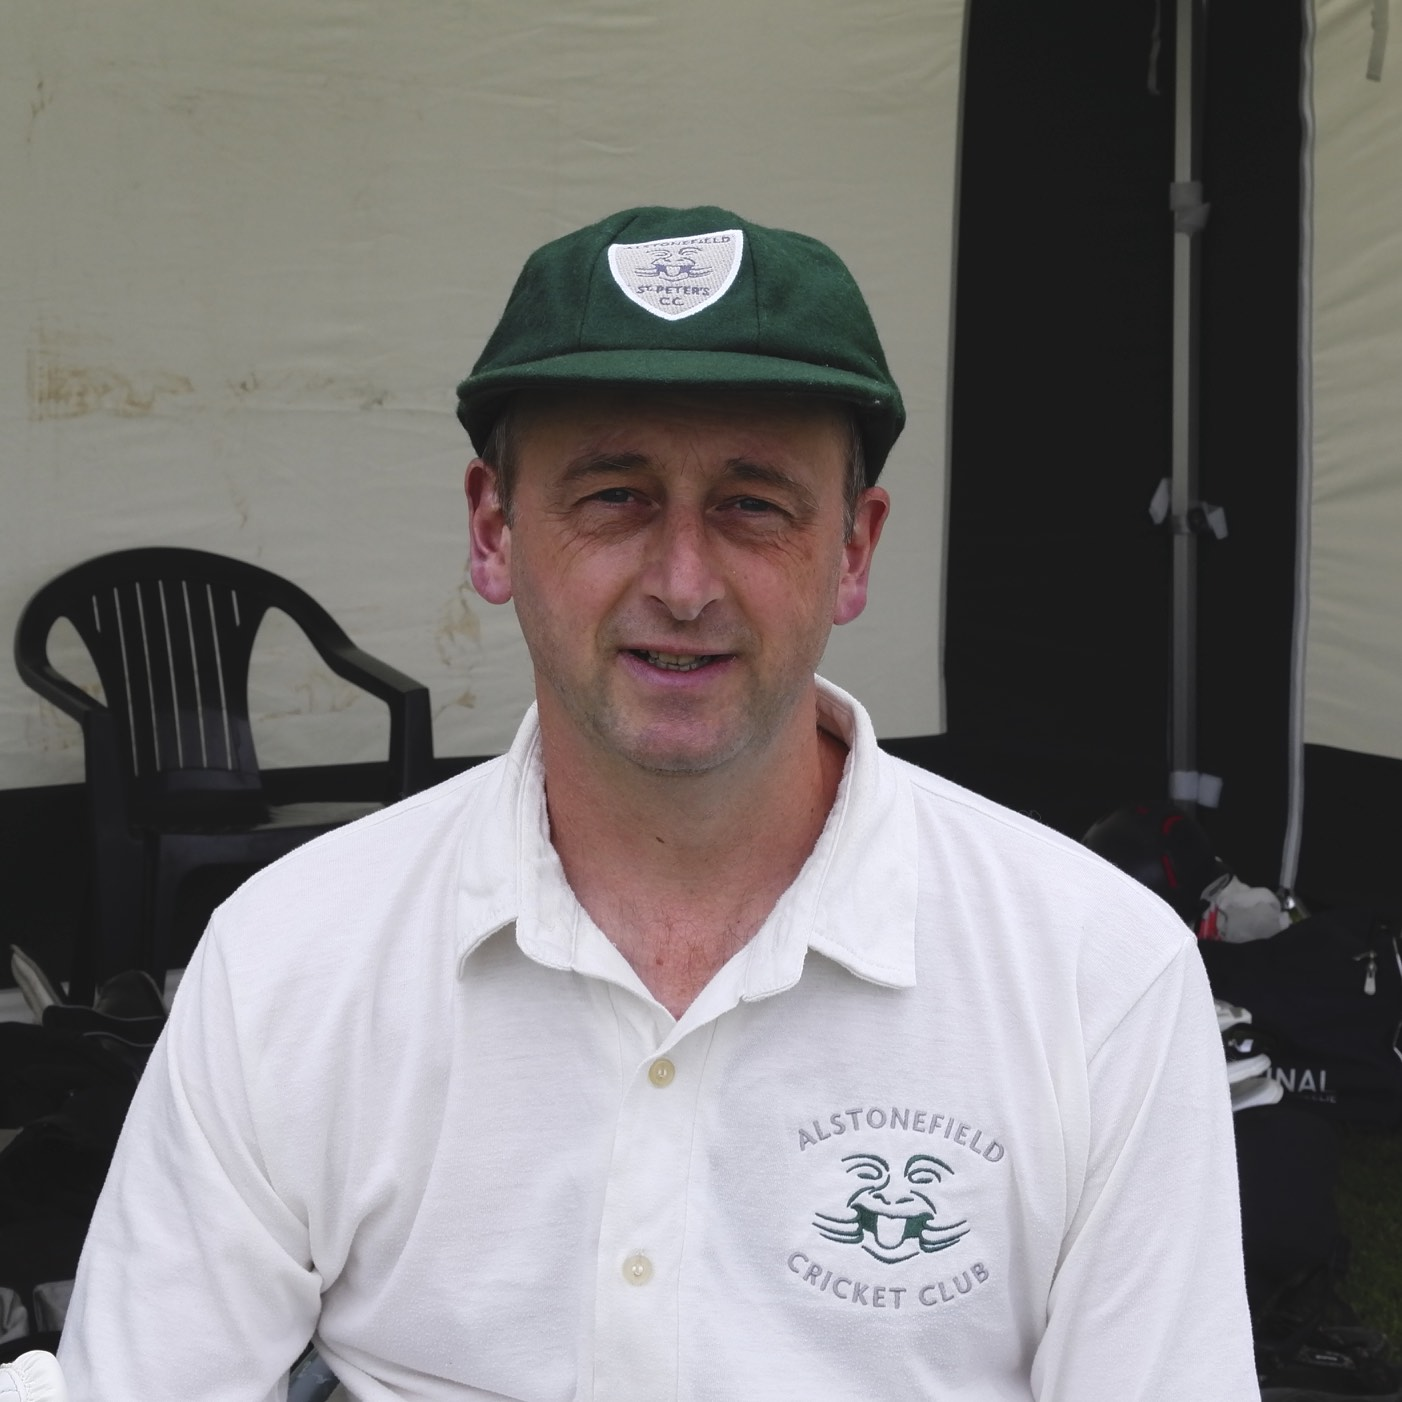 ALSTONEFIELD
ST. PETER'S
C.C.
ALSTONEFIELD
CRICKET CLUB